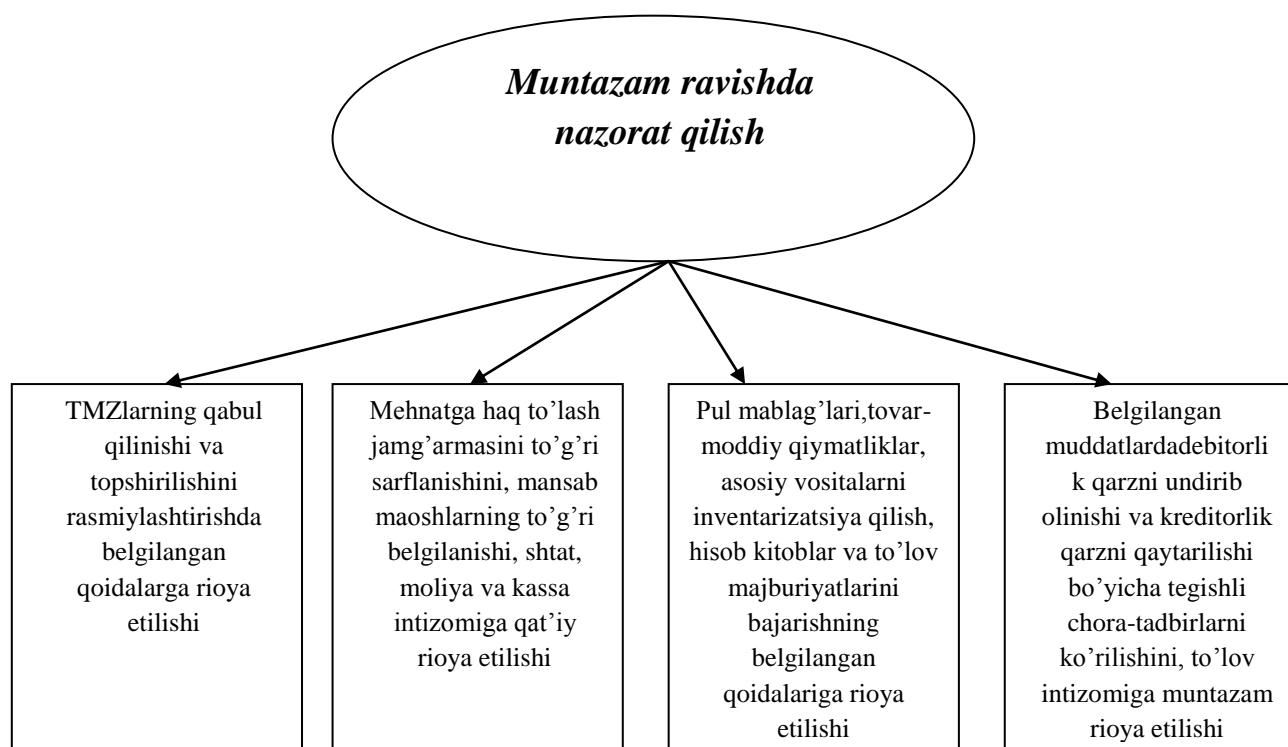 Muntazam ravishda
nazorat qilish
TMZlarning qabul
qilinishi va
topshirilishini
rasmiylashtirishda
belgilangan
qoidalarga rioya
etilishi
Mehnatga haq to’lash
jamg’armasini to’g’ri
sarflanishini, mansab
maoshlarning to’g’ri
belgilanishi, shtat,
moliya va kassa
intizomiga qat’iy
rioya etilishi
Pul mablag’lari,tovar-
moddiy qiymatliklar,
asosiy vositalarni
inventarizatsiya qilish,
hisob kitoblar va to’lov
majburiyatlarini
bajarishning
belgilangan
qoidalariga rioya
etilishi
Belgilangan
muddatlardadebitorli
k qarzni undirib
olinishi va kreditorlik
qarzni qaytarilishi
bo’yicha tegishli
chora-tadbirlarni
ko’rilishini, to’lov
intizomiga muntazam
rioya etilishi